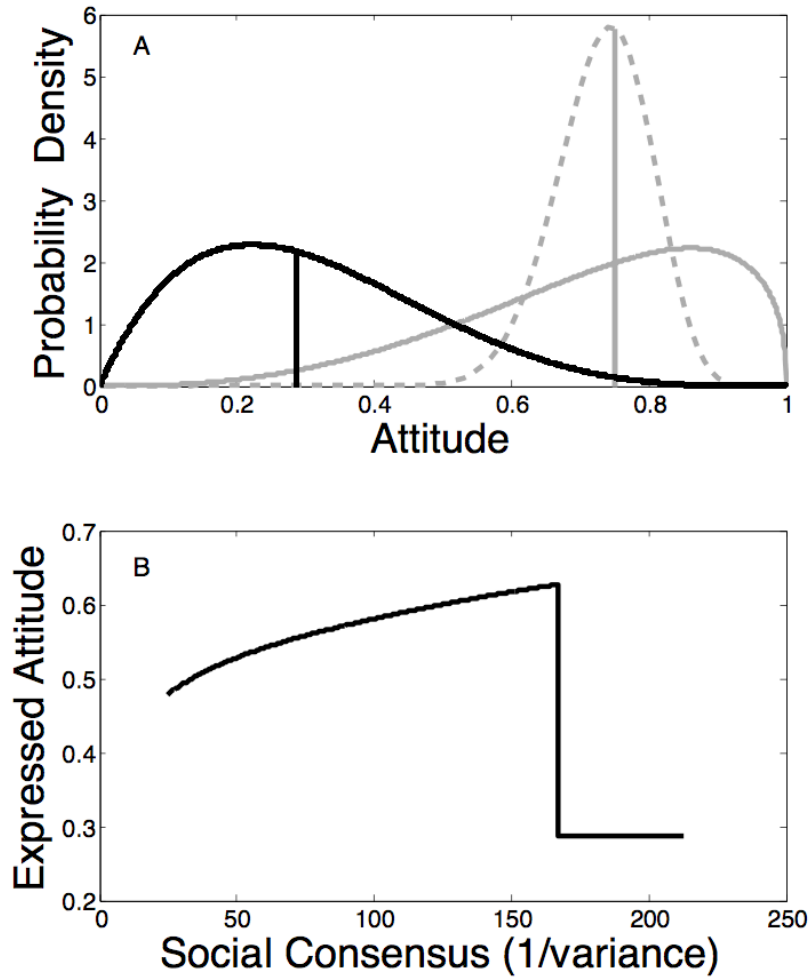 A
Probability Density
6
5
4
3
2
1
0
0 0.2 0.4 0.6 0.8 1
Attitude
B
Expressed Attitude
0.7
0.6
0.5
0.4
0.3
0.2
0 50 100 150 200 250
Social Consensus (1/variance)